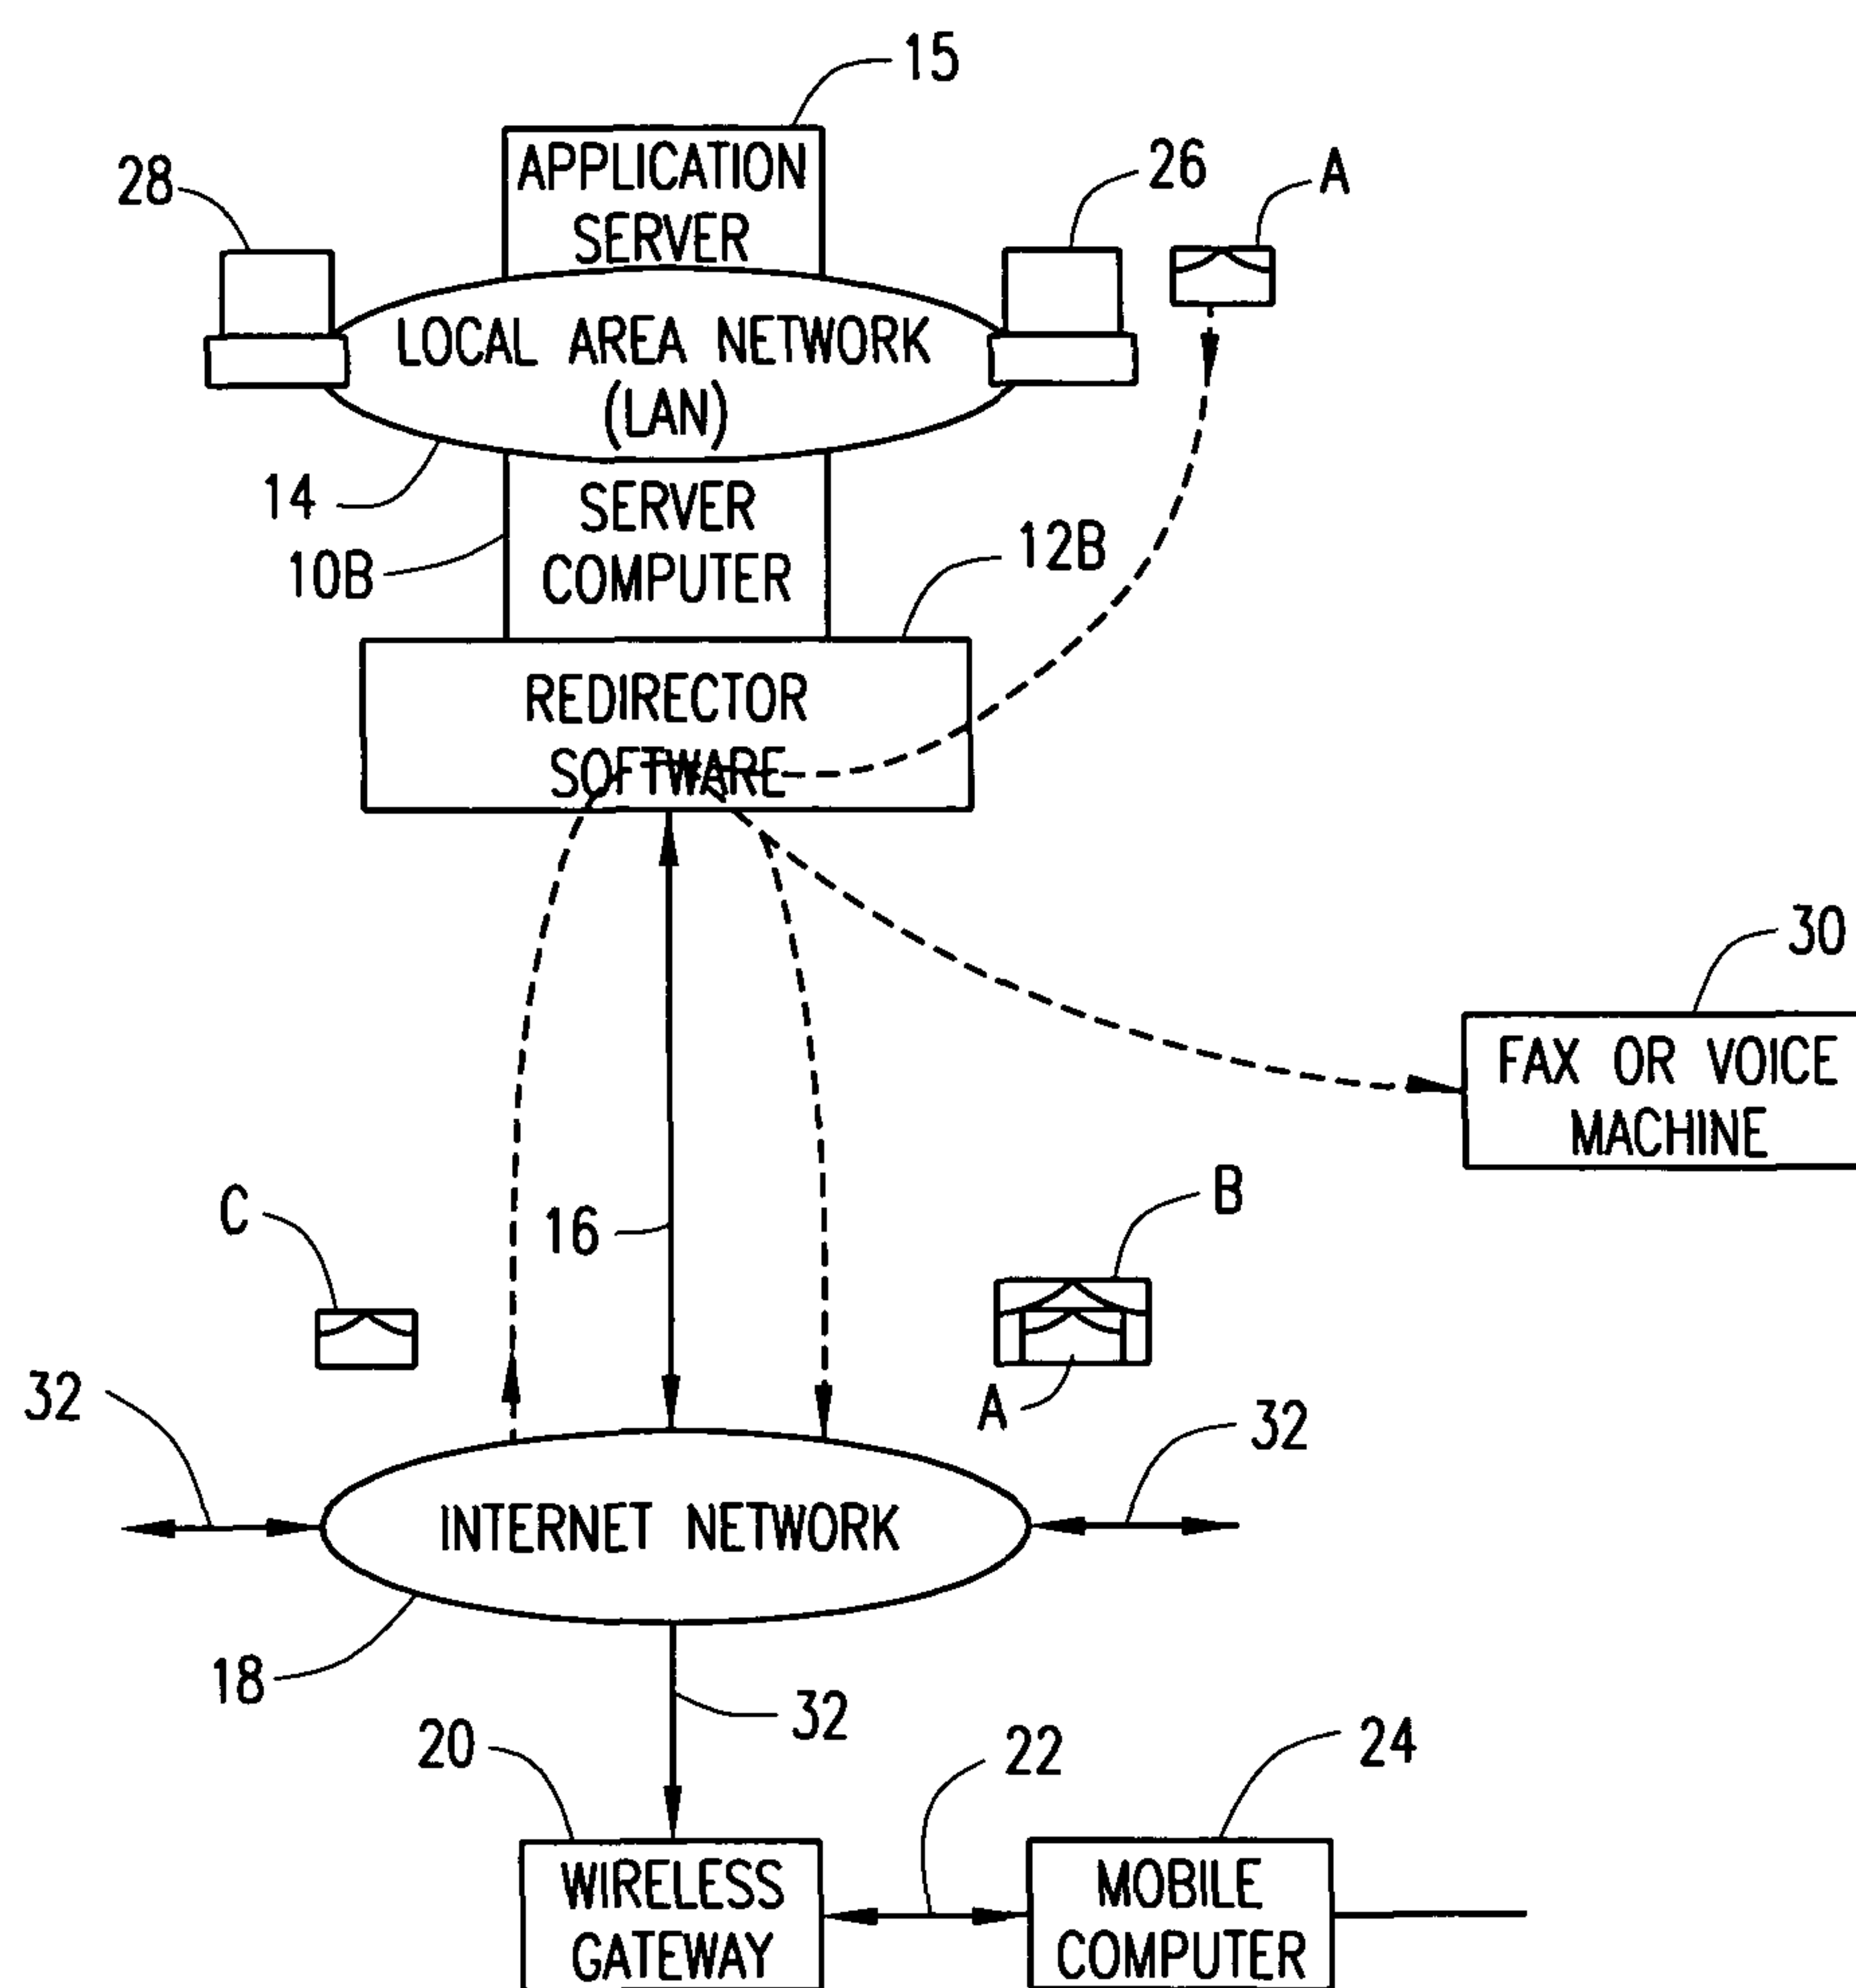 15
28
APPLICATION
SERVER
26
A
LOCAL AREA NETWORK
(LAN)
14
SERVER
COMPUTER
10B
12B
REDIRECTOR
SOFTWARE
30
FAX OR VOICE
MACHINE
C
16
B
A
32
32
INTERNET NETWORK
18
32
20
22
24
WIRELESS
GATEWAY
MOBILE
COMPUTER